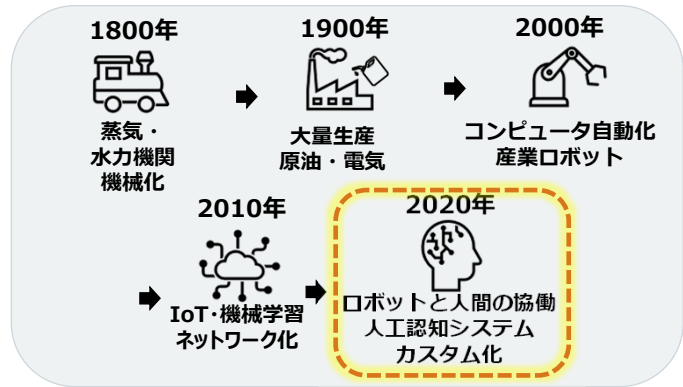 1800年
蒸気・
水力機関
機械化
1900年
大量生産
原油・電気
2000年
コンピュータ自動化
産業ロボット
2010年
IoT・機械学習
ネットワーク化
2020年
ロボットと人間の協働
人工認知システム
カスタム化